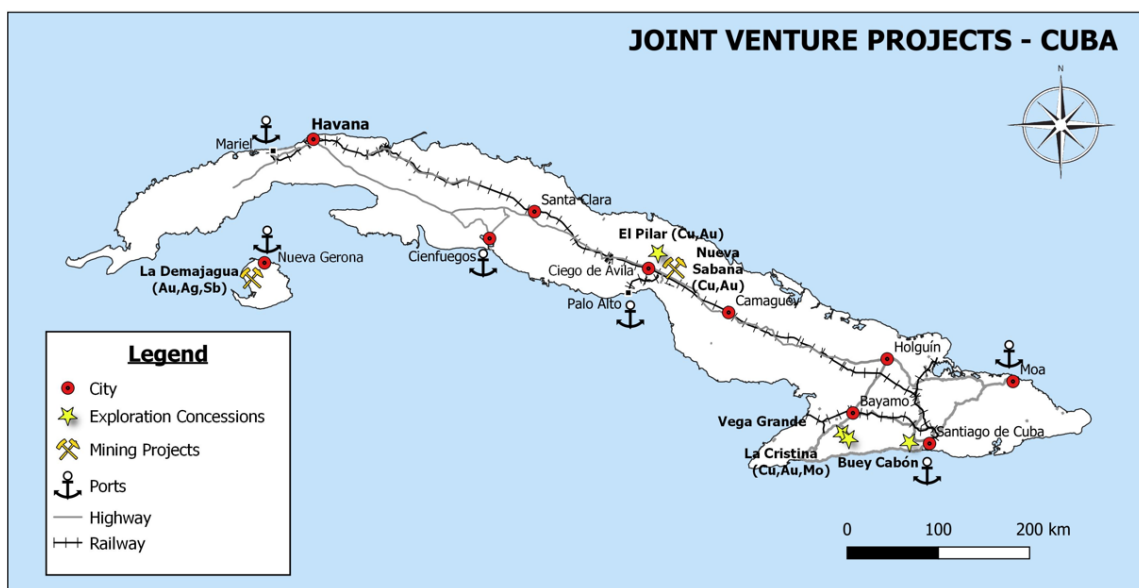 JOINT VENTURE PROJECTS - CUBA
N
Havana
Mariel
Santa Clara
El Pilar (Cu,Au)
Nueva
Sabana
(Cu,Au)
Nueva Gerona
Cienfuegos
Ciego de Ávila
La Demajagua
(Au,Ag,Sb)
Palo Alto
Camaguey
Holguín
Moa
Bayamo
Vega Grande
Santiago de Cuba
La Cristina
(Cu,Au,Mo)
Buey Cabón
Legend
City
Exploration Concessions
Mining Projects
Ports
Highway
Railway
0 100 200 km